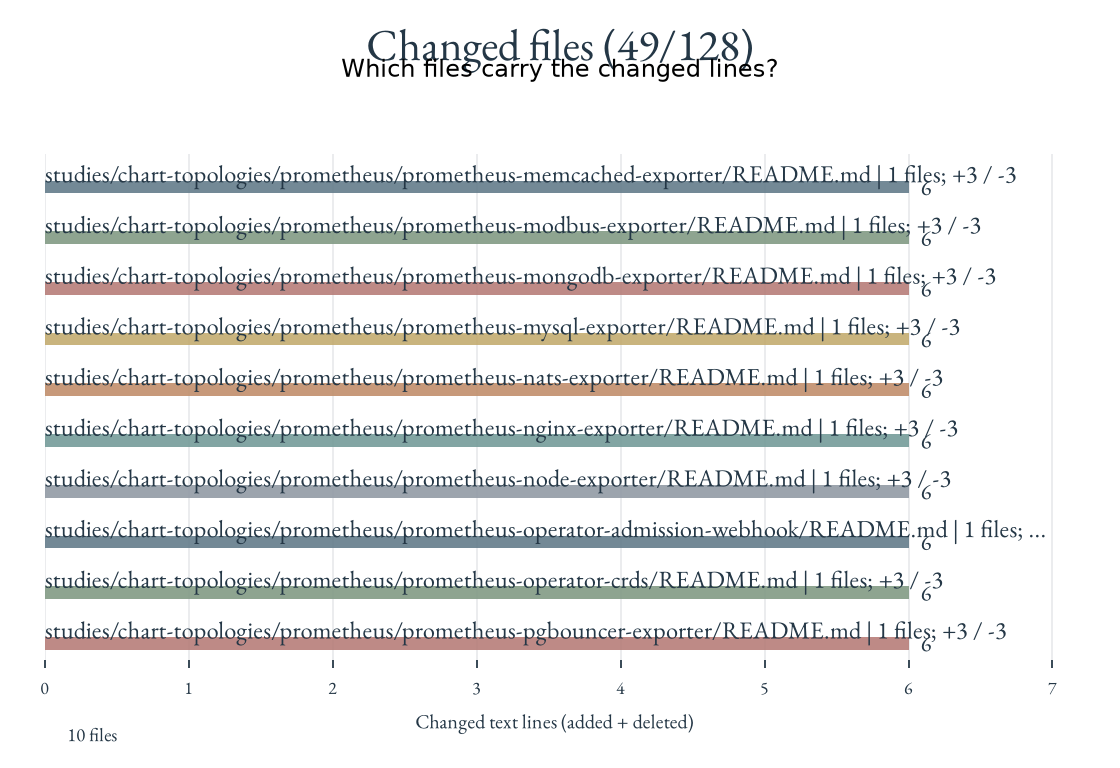 Changed files (49/128)
Which files carry the changed lines?
studies/chart-topologies/prometheus/prometheus-memcached-exporter/README.md | 1 files; +3 / -3
6
studies/chart-topologies/prometheus/prometheus-modbus-exporter/README.md | 1 files; +3 / -3
6
studies/chart-topologies/prometheus/prometheus-mongodb-exporter/README.md | 1 files; +3 / -3
6
studies/chart-topologies/prometheus/prometheus-mysql-exporter/README.md | 1 files; +3 / -3
6
studies/chart-topologies/prometheus/prometheus-nats-exporter/README.md | 1 files; +3 / -3
6
studies/chart-topologies/prometheus/prometheus-nginx-exporter/README.md | 1 files; +3 / -3
6
studies/chart-topologies/prometheus/prometheus-node-exporter/README.md | 1 files; +3 / -3
6
studies/chart-topologies/prometheus/prometheus-operator-admission-webhook/README.md | 1 files; ...
6
studies/chart-topologies/prometheus/prometheus-operator-crds/README.md | 1 files; +3 / -3
6
studies/chart-topologies/prometheus/prometheus-pgbouncer-exporter/README.md | 1 files; +3 / -3
6
0 1 2 3 4 5 6 7
Changed text lines (added + deleted)
10 files